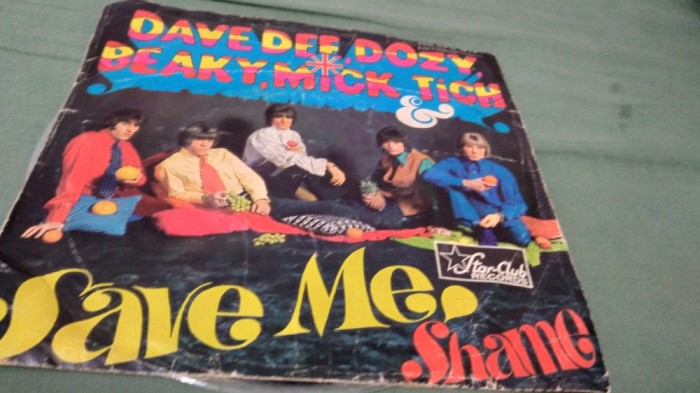 DAVE DEE, DOZY,
BEAKY, MICK TICH
&
Star-Club
RECORDS
Save Me,
Shame